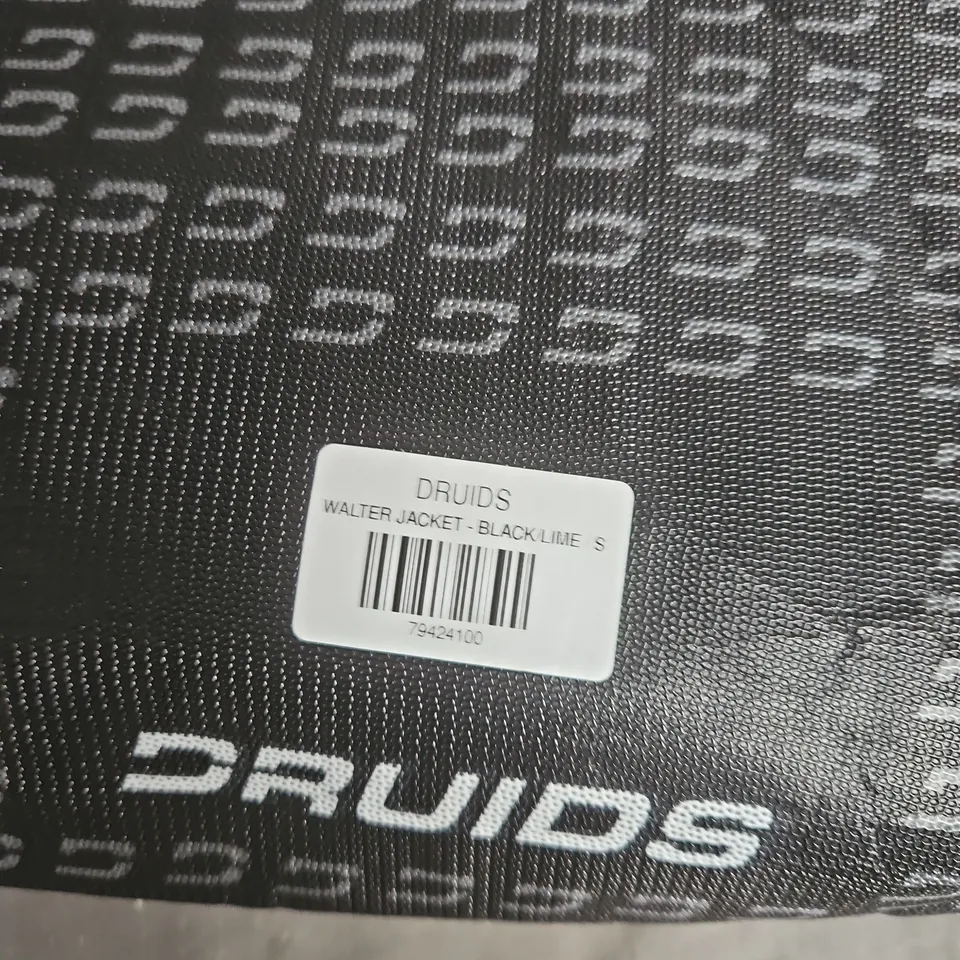 DRUIDS
WALTER JACKET - BLACK/LIME / S
79424100
DRUIDS